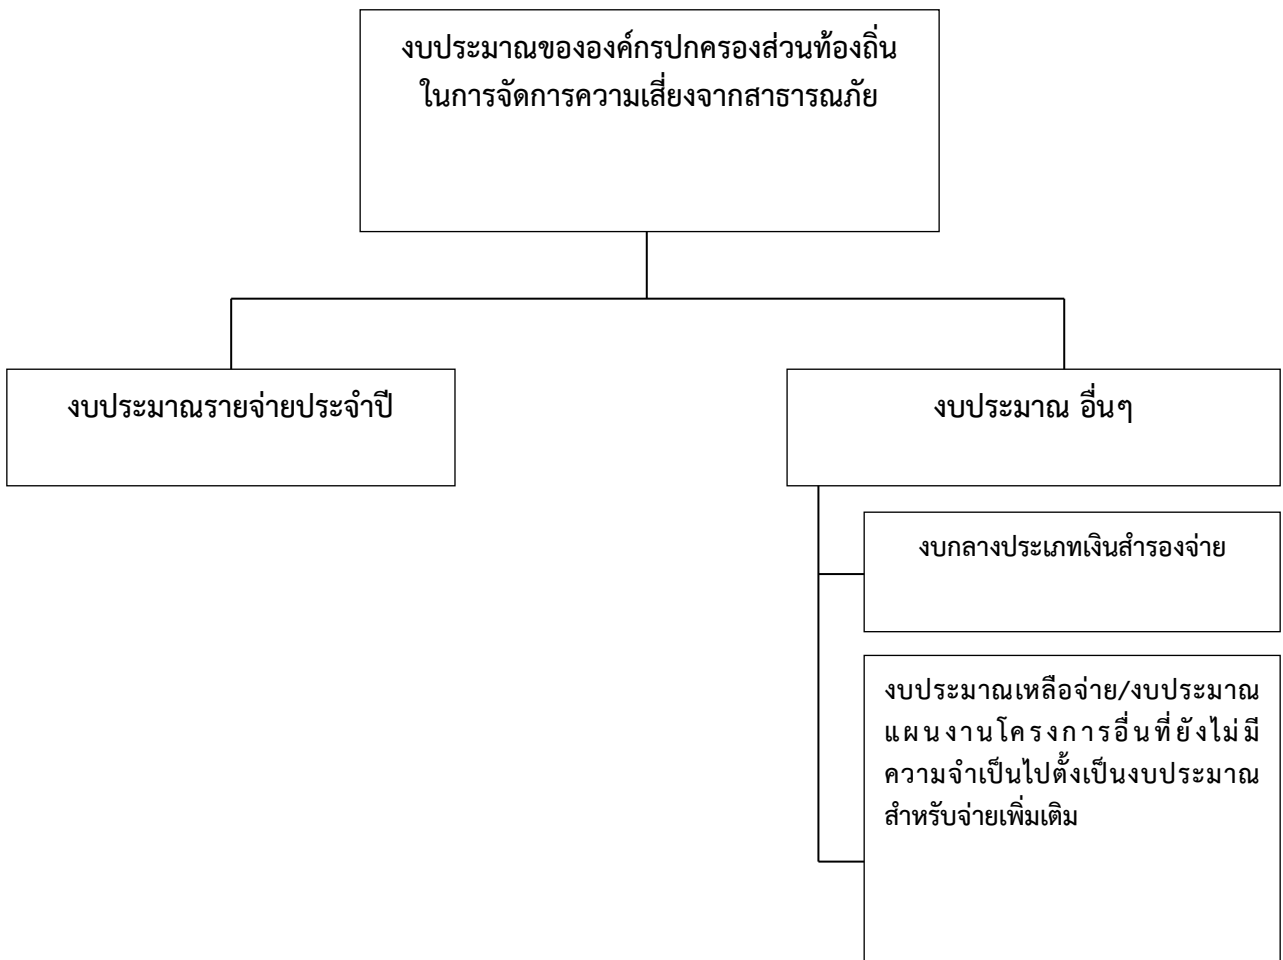 งบประมาณขององค์กรปกครองส่วนท้องถิ่น
ในการจัดการความเสี่ยงจากสาธารณภัย
งบประมาณรายจ่ายประจำปี
งบประมาณ อื่นๆ
งบกลางประเภทเงินสำรองจ่าย
งบประมาณเหลือจ่าย/งบประมาณ
แผนงานโครงการอื่นที่ยังไม่มี
ความจำเป็นไปตั้งเป็นงบประมาณ
สำหรับจ่ายเพิ่มเติม